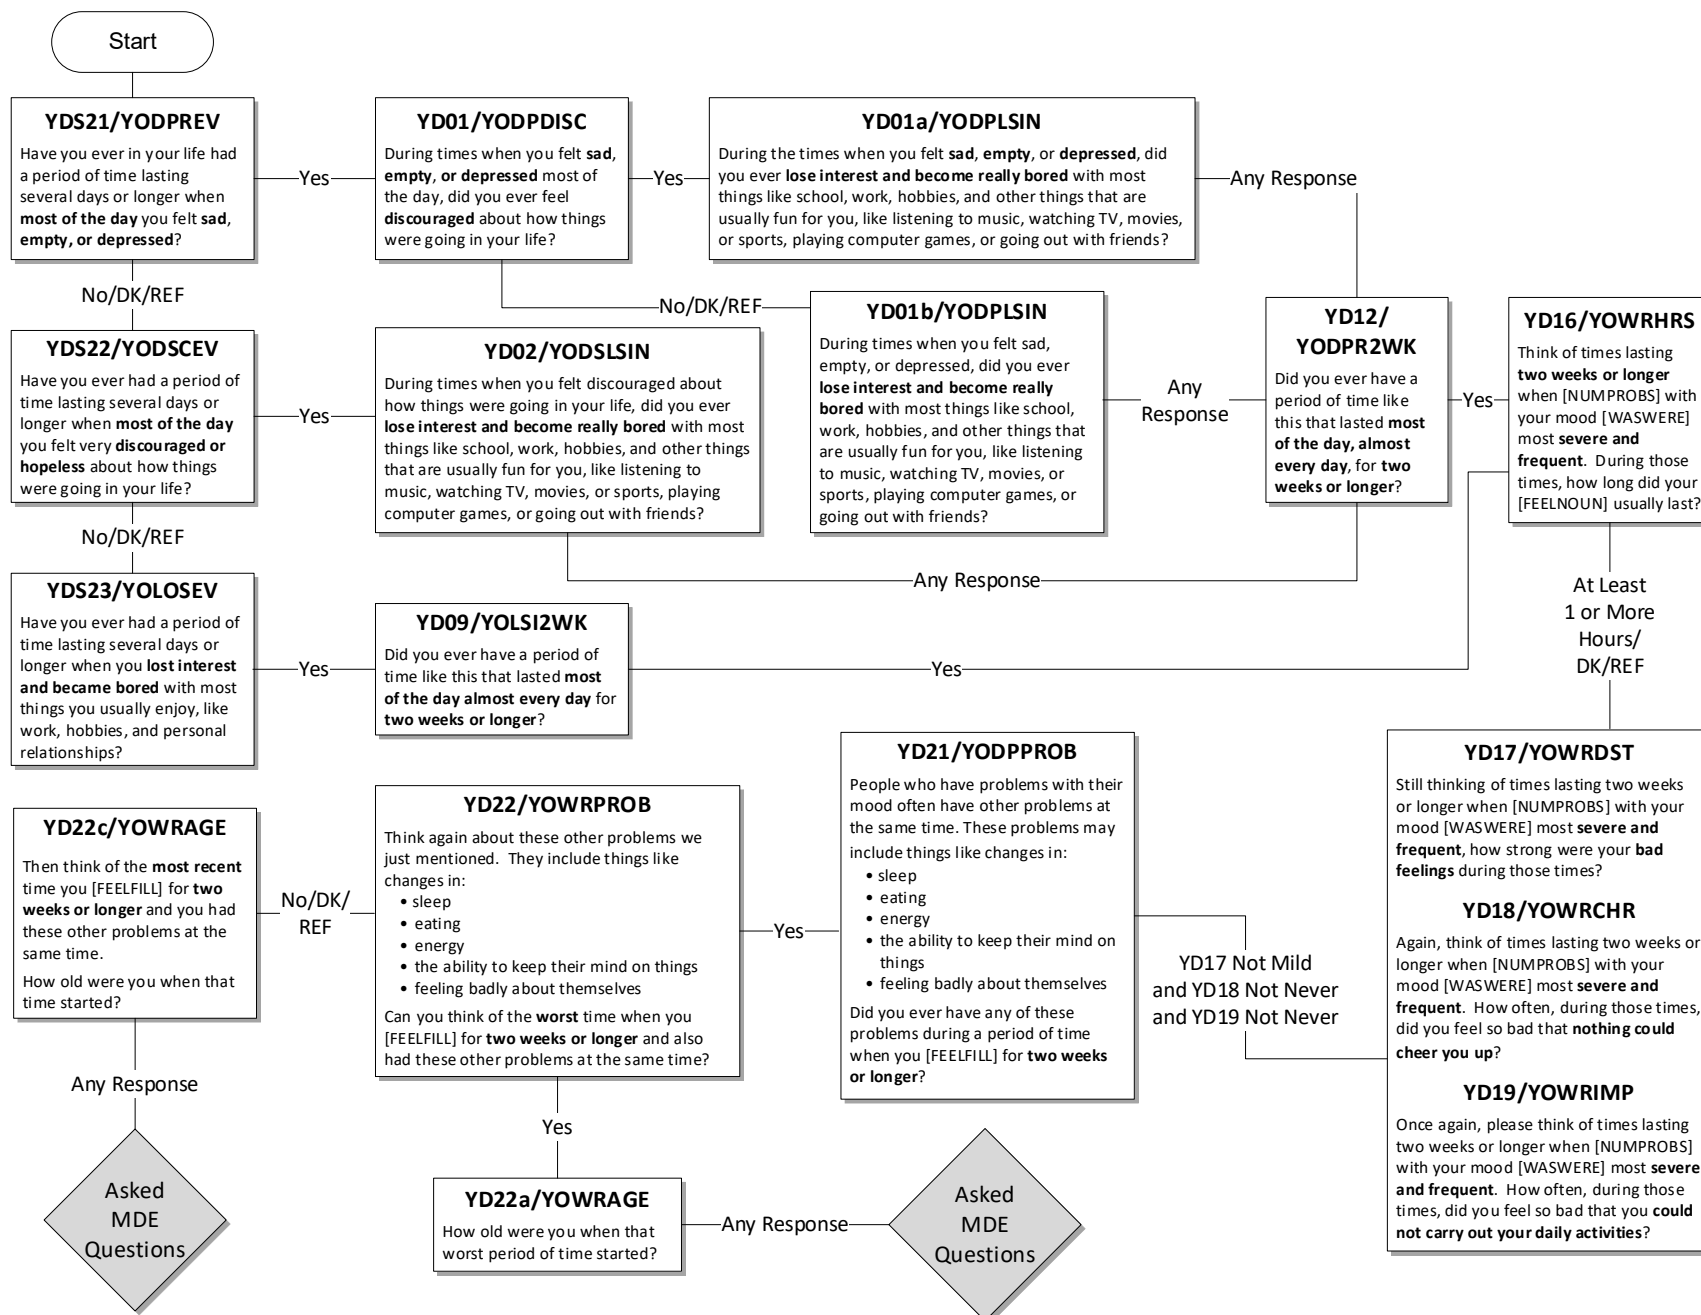 Start
YDS21/YODPREV
Have you ever in your life had
a period of time lasting
several days or longer when
most of the day you felt sad,
empty, or depressed?
Yes
YD01/YODPDISC
During times when you felt sad,
empty, or depressed most of
the day, did you ever feel
discouraged about how things
were going in your life?
Yes
YD01a/YODPLSIN
During the times when you felt sad, empty, or depressed, did
you ever lose interest and become really bored with most
things like school, work, hobbies, and other things that are
usually fun for you, like listening to music, watching TV, movies,
or sports, playing computer games, or going out with friends?
Any Response
No/DK/REF
No/DK/REF
YD01b/YODPLSIN
During times when you felt sad,
empty, or depressed, did you ever
lose interest and become really
bored with most things like school,
work, hobbies, and other things that
are usually fun for you, like listening
to music, watching TV, movies, or
sports, playing computer games, or
going out with friends?
Any
Response
YD12/
YODPR2WK
Did you ever have a
period of time like
this that lasted most
of the day, almost
every day, for two
weeks or longer?
Yes
YD16/YOWRHRS
Think of times lasting
two weeks or longer
when [NUMPROBS] with
your mood [WASWERE]
most severe and
frequent. During those
times, how long did your
[FEELNOUN] usually last?
YDS22/YODSCEV
Have you ever had a period of
time lasting several days or
longer when most of the day
you felt very discouraged or
hopeless about how things
were going in your life?
Yes
YD02/YODSLSIN
During times when you felt discouraged about
how things were going in your life, did you ever
lose interest and become really bored with most
things like school, work, hobbies, and other things
that are usually fun for you, like listening to
music, watching TV, movies, or sports, playing
computer games, or going out with friends?
Any Response
No/DK/REF
YDS23/YOLOSEV
Have you ever had a period of
time lasting several days or
longer when you lost interest
and became bored with most
things you usually enjoy, like
work, hobbies, and personal
relationships?
Yes
YD09/YOLSI2WK
Did you ever have a period of
time like this that lasted most
of the day almost every day for
two weeks or longer?
Yes
At Least
1 or More
Hours/
DK/REF
YD17/YOWRDST
Still thinking of times lasting two weeks
or longer when [NUMPROBS] with your
mood [WASWERE] most severe and
frequent, how strong were your bad
feelings during those times?
YD18/YOWRCHR
Again, think of times lasting two weeks or
longer when [NUMPROBS] with your
mood [WASWERE] most severe and
frequent. How often, during those times,
did you feel so bad that nothing could
cheer you up?
YD19/YOWRIMP
Once again, please think of times lasting
two weeks or longer when [NUMPROBS]
with your mood [WASWERE] most severe
and frequent. How often, during those
times, did you feel so bad that you could
not carry out your daily activities?
YD17 Not Mild
and YD18 Not Never
and YD19 Not Never
YD21/YODPPROB
People who have problems with their
mood often have other problems at
the same time. These problems may
include things like changes in:
• sleep
• eating
• energy
• the ability to keep their mind on
things
• feeling badly about themselves
Did you ever have any of these
problems during a period of time
when you [FEELFILL] for two weeks
or longer?
Yes
YD22/YOWRPROB
Think again about these other problems we
just mentioned. They include things like
changes in:
• sleep
• eating
• energy
• the ability to keep their mind on things
• feeling badly about themselves
Can you think of the worst time when you
[FEELFILL] for two weeks or longer and also
had these other problems at the same time?
No/DK/
REF
YD22c/YOWRAGE
Then think of the most recent
time you [FEELFILL] for two
weeks or longer and you had
these other problems at the
same time.
How old were you when that
time started?
Any Response
Asked
MDE
Questions
Yes
YD22a/YOWRAGE
How old were you when that
worst period of time started?
Any Response
Asked
MDE
Questions